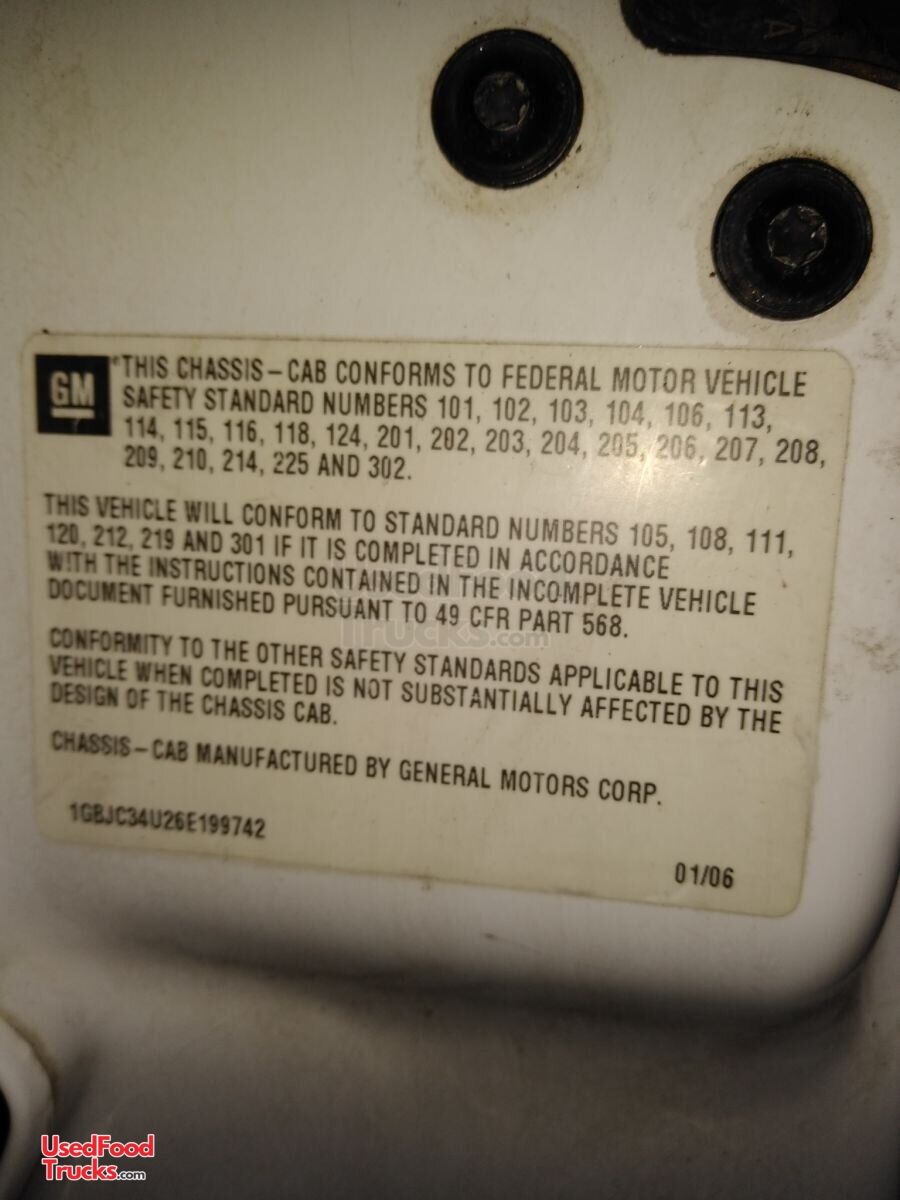 A
GM
THIS CHASSIS-CAB CONFORMS TO FEDERAL MOTOR VEHICLE
SAFETY STANDARD NUMBERS 101, 102, 103, 104, 106, 113,
114, 115, 116, 118, 124, 201, 202, 203, 204, 205, 206, 207, 208,
209, 210, 214, 225 AND 302.
THIS VEHICLE WILL CONFORM TO STANDARD NUMBERS 105, 108, 111,
120, 212, 219 AND 301 IF IT IS COMPLETED IN ACCORDANCE
WITH THE INSTRUCTIONS CONTAINED IN THE INCOMPLETE VEHICLE
DOCUMENT FURNISHED PURSUANT TO 49 CFR PART 568.
Trucks.com
CONFORMITY TO THE OTHER SAFETY STANDARDS APPLICABLE TO THIS
VEHICLE WHEN COMPLETED IS NOT SUBSTANTIALLY AFFECTED BY THE
DESIGN OF THE CHASSIS CAB.
CHASSIS-CAB MANUFACTURED BY GENERAL MOTORS CORP.
1GBJC34U26E199742
01/06
UsedFood
Trucks.com